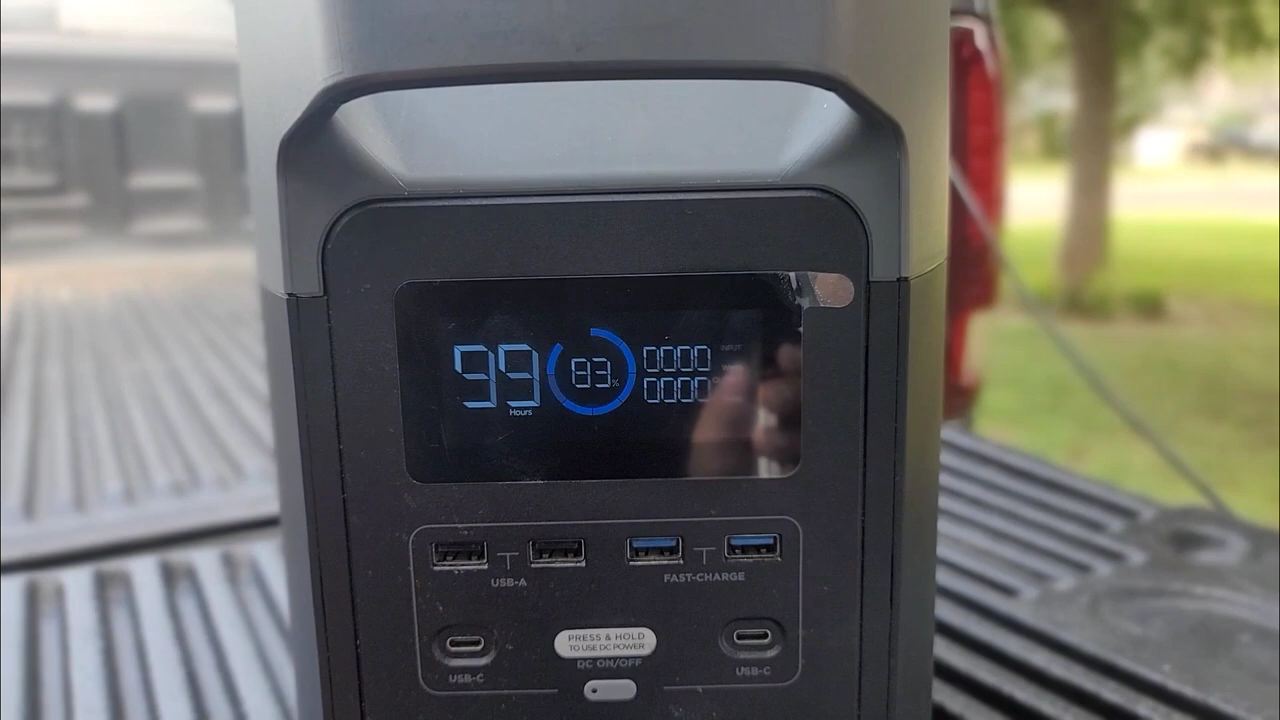 99
Hours
83%
0000
0000
INPUT
USB-A
FAST-CHARGE
PRESS & HOLD
TO USE DC POWER
DC ON/OFF
USB-C
USB-C